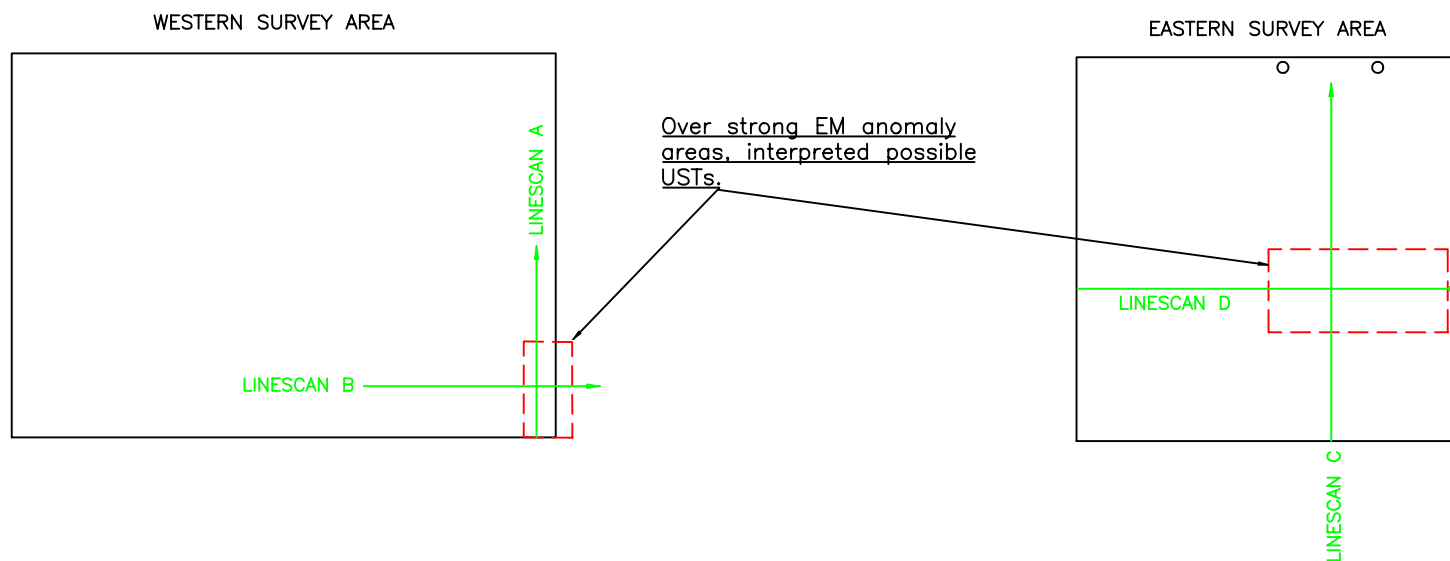 WESTERN SURVEY AREA
EASTERN SURVEY AREA
Over strong EM anomaly
areas, interpreted possible
USTs.
LINESCAN A
LINESCAN B
LINESCAN D
LINESCAN C